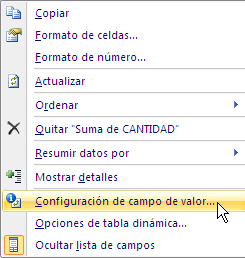 Copiar
Formato de celdas...
Formato de número...
Actualizar
Ordenar
Quitar "Suma de CANTIDAD"
Resumir datos por
Mostrar detalles
Configuración de campo de valor...
Opciones de tabla dinámica...
Ocultar lista de campos